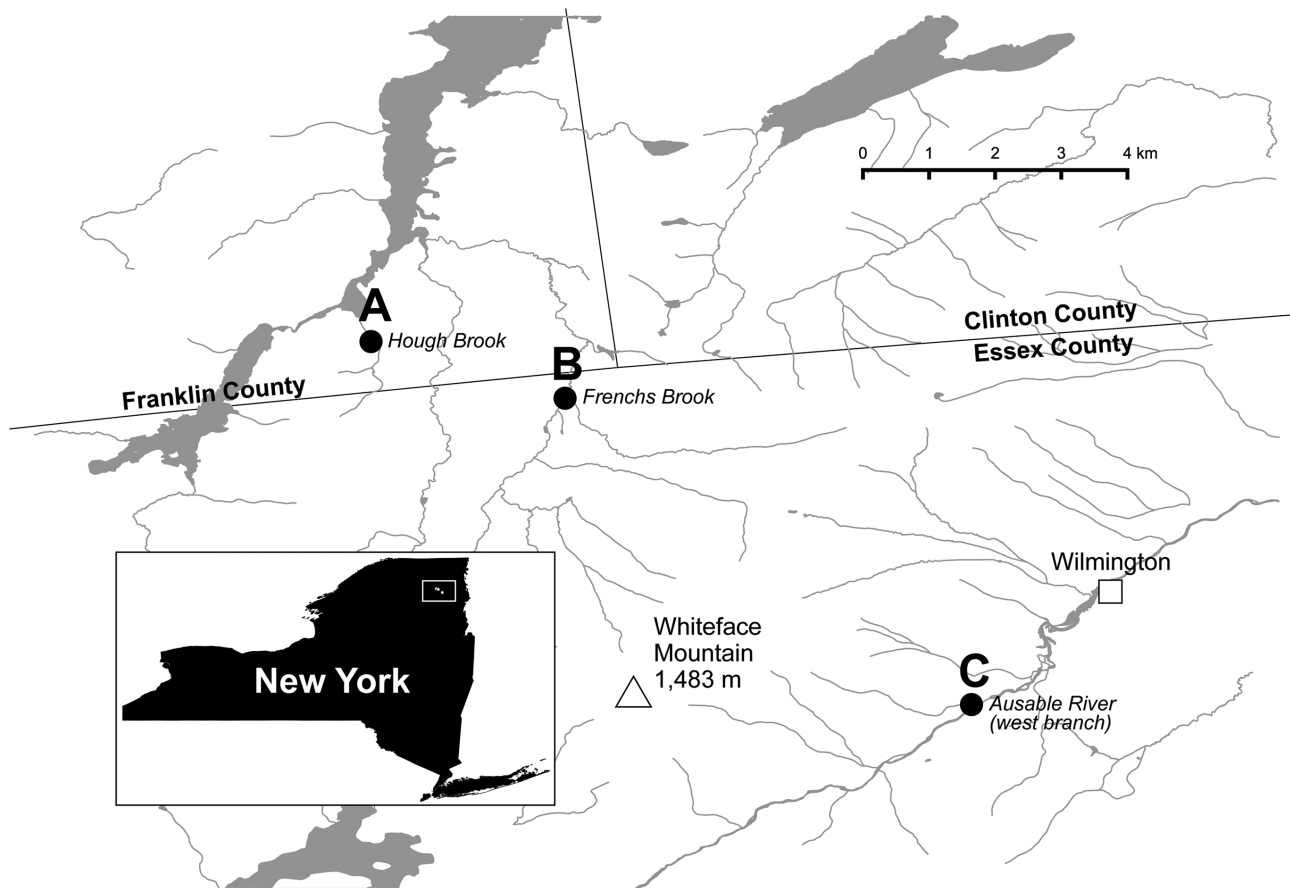 0 1 2 3 4 km
A
Hough Brook
Clinton County
Essex County
B
Franklin County
Frenchs Brook
Wilmington
Whiteface
Mountain
1,483 m
New York
C
Ausable River
(west branch)